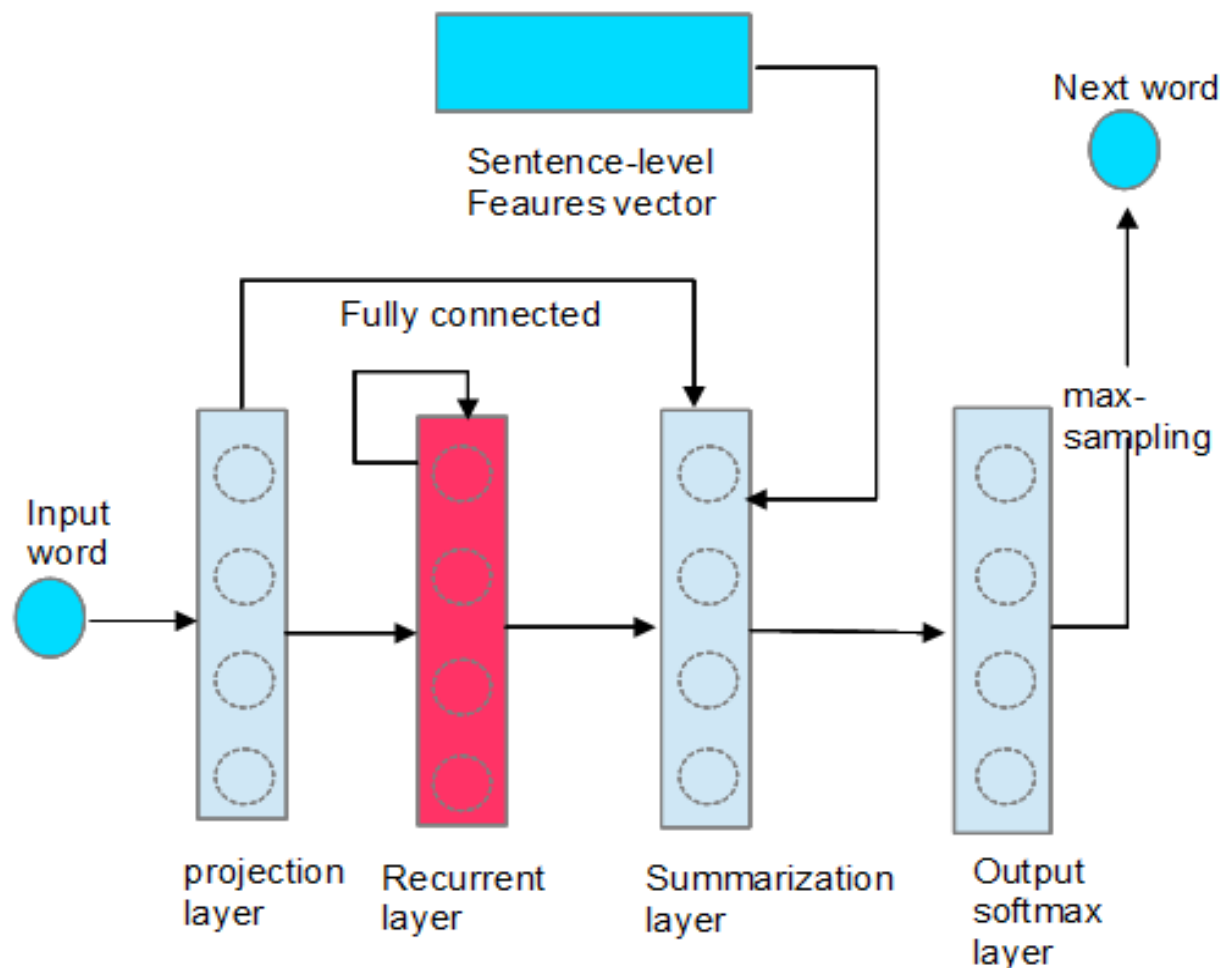 Sentence-level
Feaures vector
Next word
Fully connected
max-
sampling
Input
word
projection
layer
Recurrent
layer
Summarization
layer
Output
softmax
layer